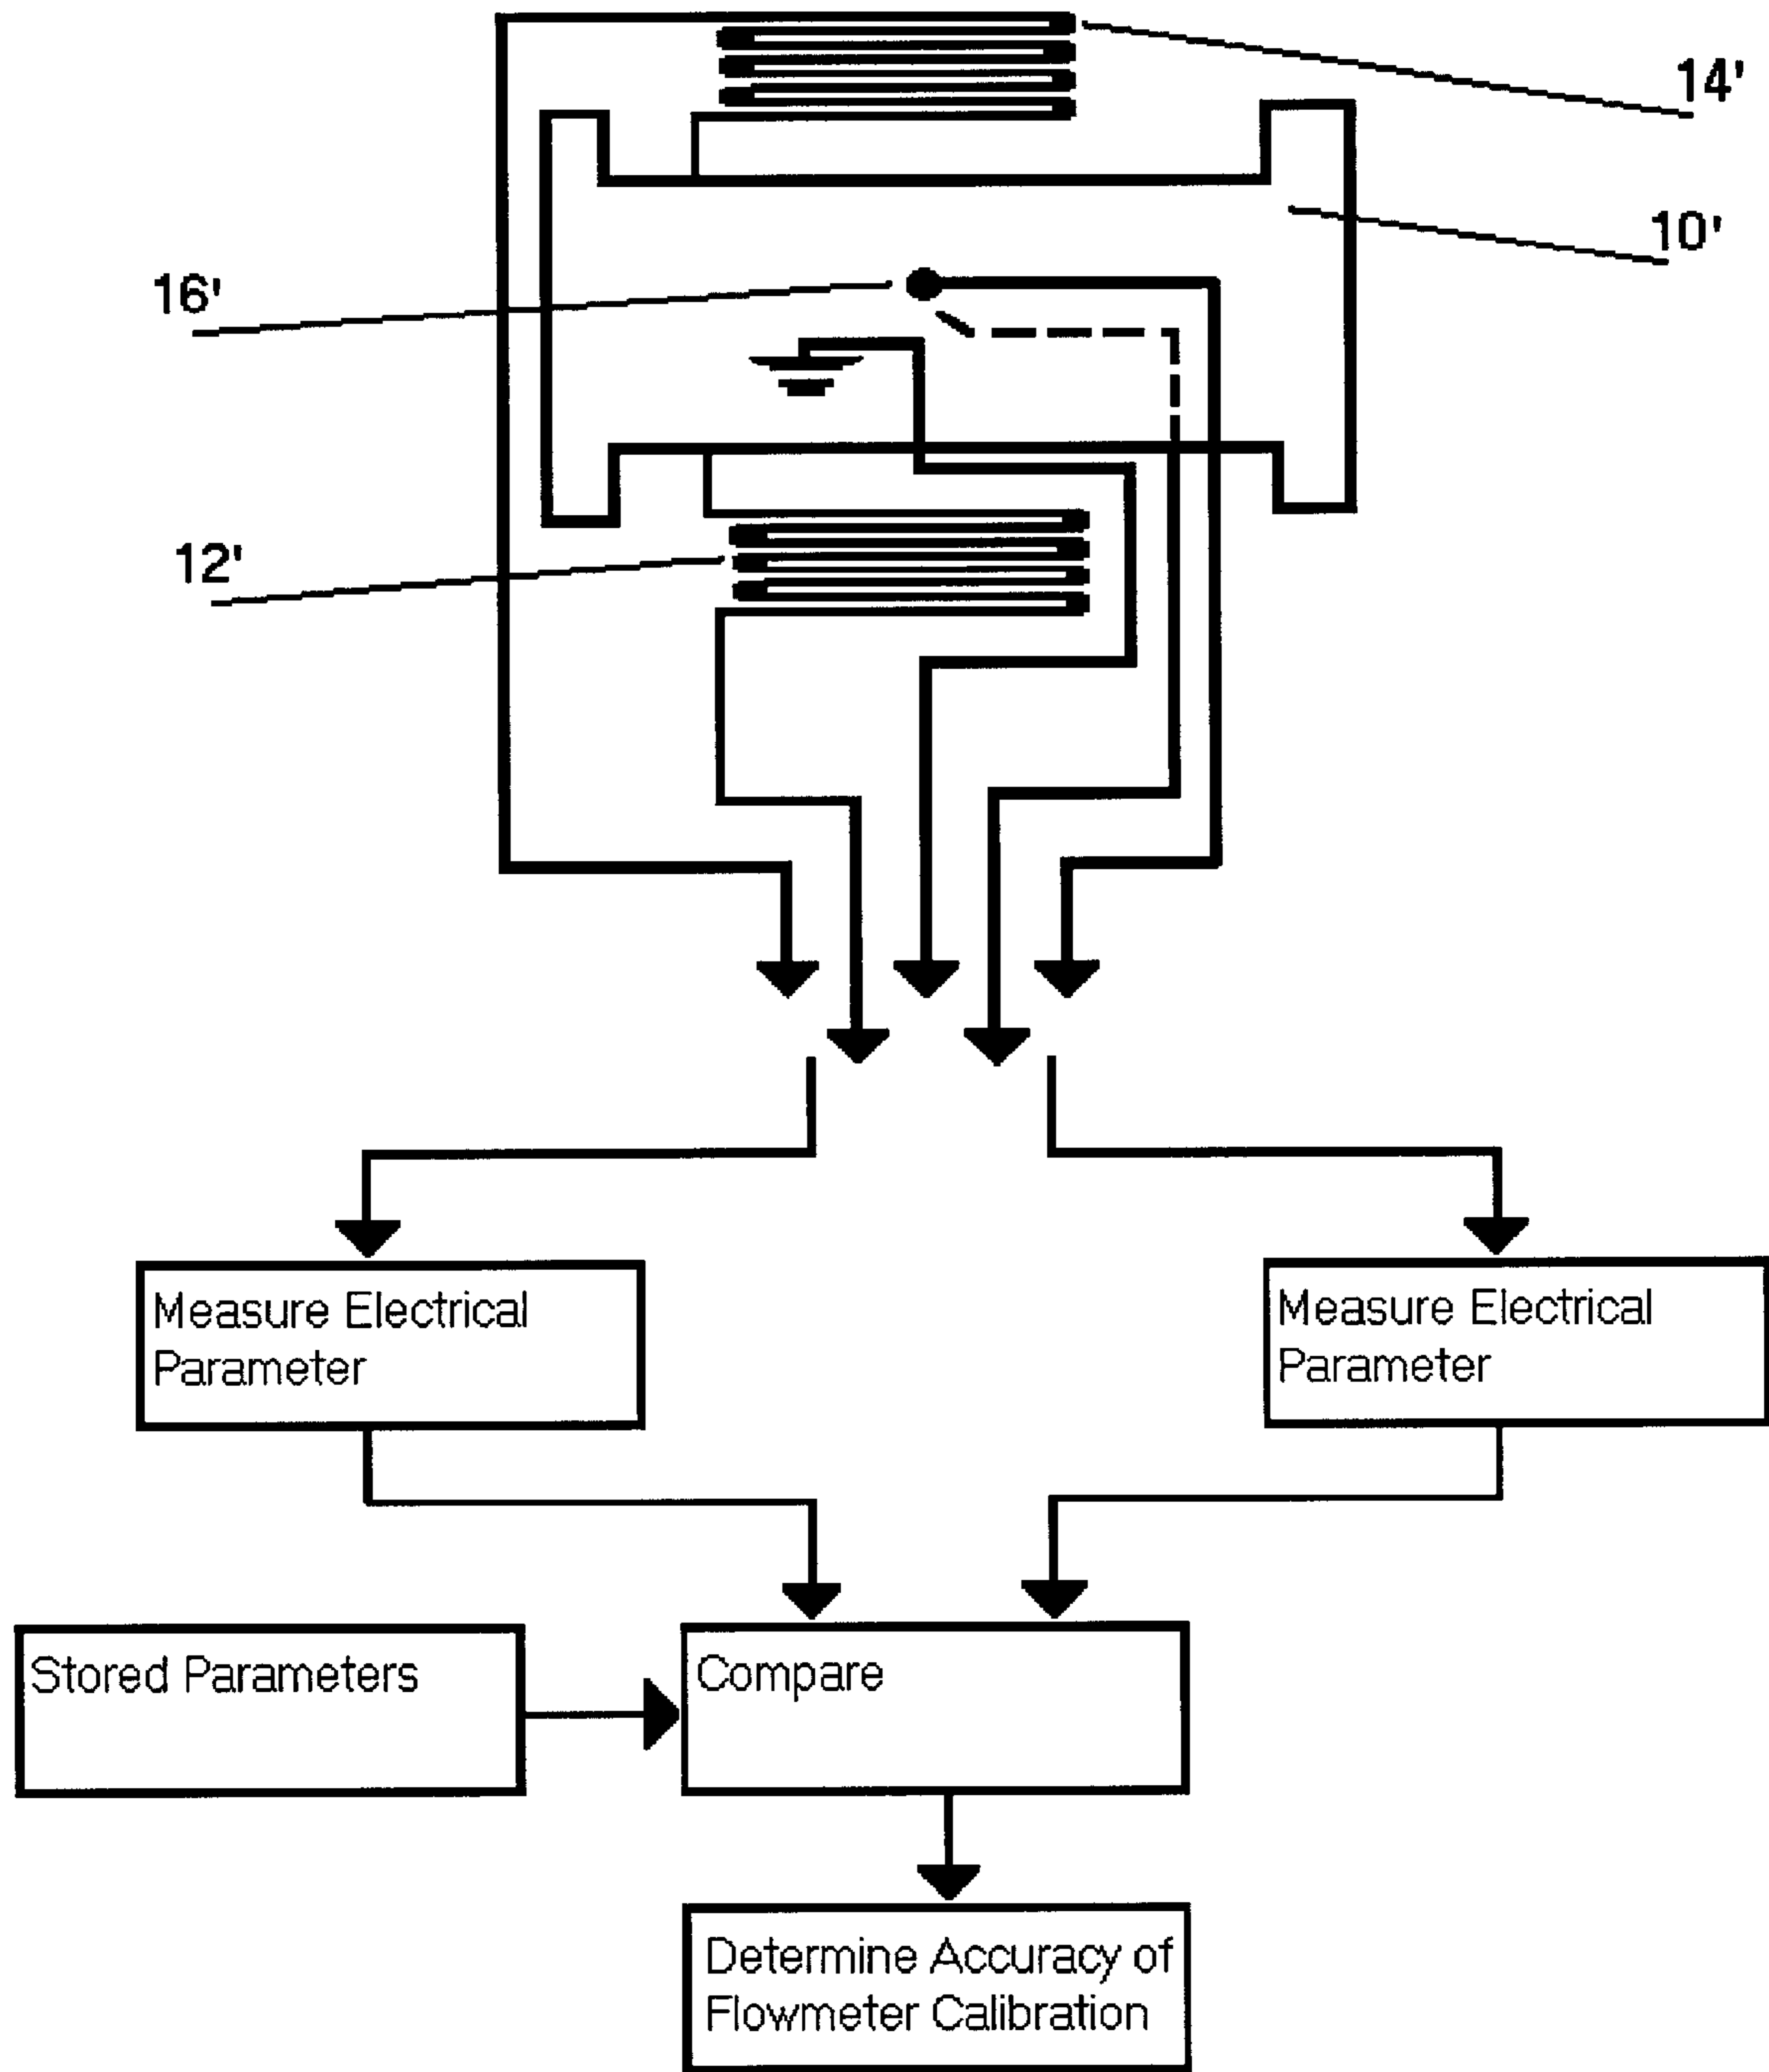 14'
10'
16'
12'
Measure Electrical
Parameter
Measure Electrical
Parameter
Stored Parameters
Compare
Determine Accuracy of
Flowmeter Calibration